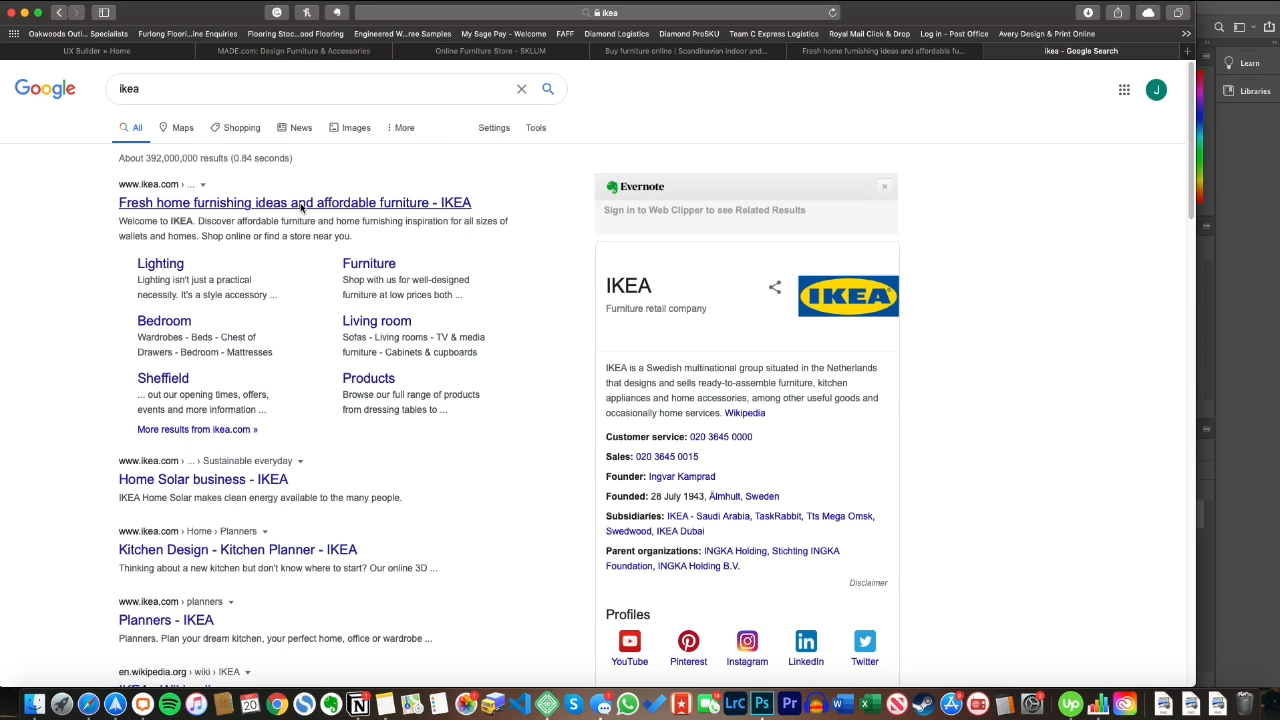 ikea
Oakwoods Outl... Specialists
Furlong Floori...ine Enquiries
Flooring Stoc...ood Flooring
Engineered W...ree Samples
My Sage Pay - Welcome
FAFF
Diamond Logistics
Diamond ProSKU
Team C Express Logistics
Royal Mail Click & Drop
Log in - Post Office
Avery Design & Print Online
UX Builder » Home
MADE.com: Design Furniture & Accessories
Online Furniture Store - SKLUM
Buy furniture online | Scandinavian indoor and...
Fresh home furnishing ideas and affordable fu...
ikea - Google Search
Learn
Libraries
Google
ikea
J
All
Maps
Shopping
News
Images
More
Settings
Tools
About 392,000,000 results (0.84 seconds)
www.ikea.com › ...
Fresh home furnishing ideas and affordable furniture - IKEA
Welcome to IKEA. Discover affordable furniture and home furnishing inspiration for all sizes of
wallets and homes. Shop online or find a store near you.
Lighting
Lighting isn't just a practical
necessity. It's a style accessory ...
Furniture
Shop with us for well-designed
furniture at low prices both ...
Bedroom
Wardrobes - Beds - Chest of
Drawers - Bedroom - Mattresses
Living room
Sofas - Living rooms - TV & media
furniture - Cabinets & cupboards
Sheffield
... out our opening times, offers,
events and more information ...
Products
Browse our full range of products
from dressing tables to ...
More results from ikea.com »
www.ikea.com › ... › Sustainable everyday
Home Solar business - IKEA
IKEA Home Solar makes clean energy available to the many people.
www.ikea.com › Home › Planners
Kitchen Design - Kitchen Planner - IKEA
Thinking about a new kitchen but don't know where to start? Our online 3D ...
www.ikea.com › planners
Planners - IKEA
Planners. Plan your dream kitchen, your perfect home, office or wardrobe ...
en.wikipedia.org › wiki › IKEA
Evernote
Sign in to Web Clipper to see Related Results
IKEA
Furniture retail company
IKEA
IKEA is a Swedish multinational group situated in the Netherlands
that designs and sells ready-to-assemble furniture, kitchen
appliances and home accessories, among other useful goods and
occasionally home services. Wikipedia
Customer service: 020 3645 0000
Sales: 020 3645 0015
Founder: Ingvar Kamprad
Founded: 28 July 1943, Älmhult, Sweden
Subsidiaries: IKEA - Saudi Arabia, TaskRabbit, Tts Mega Omsk,
Swedwood, IKEA Dubai
Parent organizations: INGKA Holding, Stichting INGKA
Foundation, INGKA Holding B.V.
Disclaimer
Profiles
YouTube
Pinterest
Instagram
LinkedIn
Twitter
20
LrC
Ps
Pr
Up